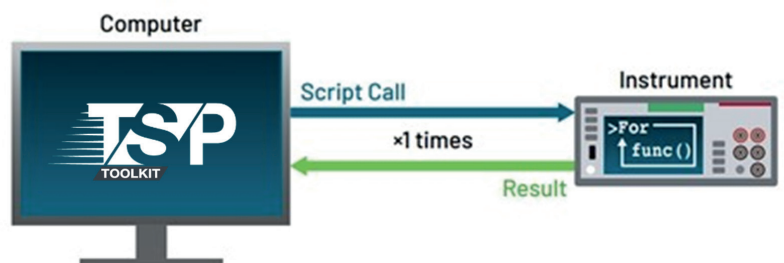 Computer
TSP
TOOLKIT
Script Call
×1 times
Result
Instrument
>For
func()